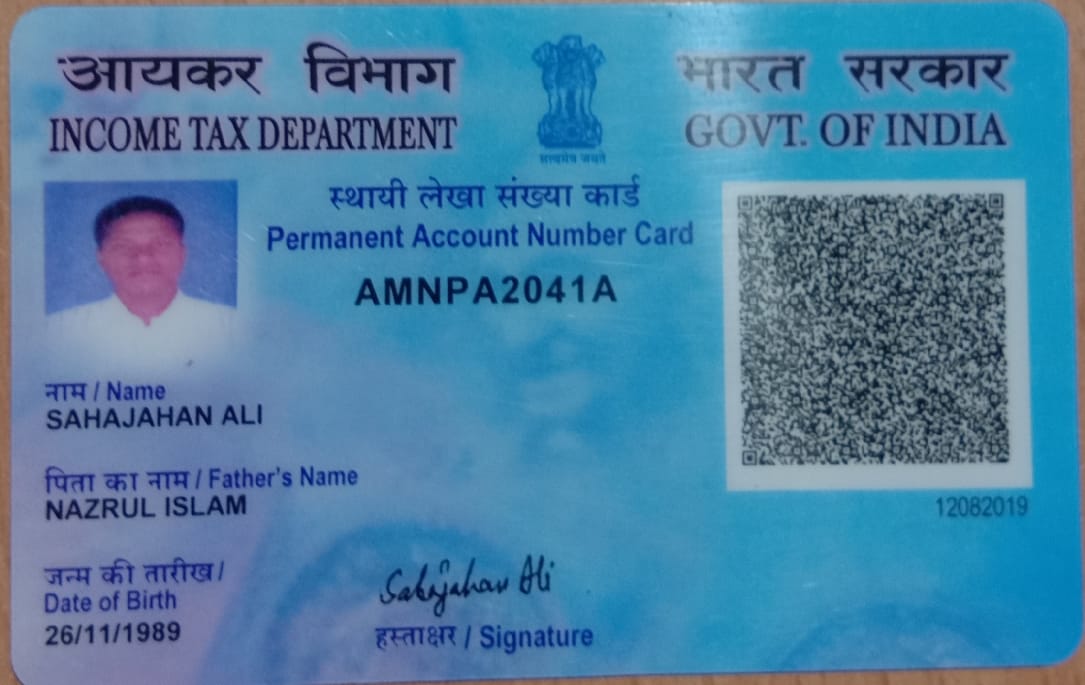 आयकर विभाग
INCOME TAX DEPARTMENT
सत्यमेव जयते
भारत सरकार
GOVT. OF INDIA
स्थायी लेखा संख्या कार्ड
Permanent Account Number Card
AMNPA2041A
नाम / Name
SAHAJAHAN ALI
पिता का नाम / Father's Name
NAZRUL ISLAM
12082019
जन्म की तारीख /
Date of Birth
26/11/1989
Sahajahan Ali
हस्ताक्षर / Signature